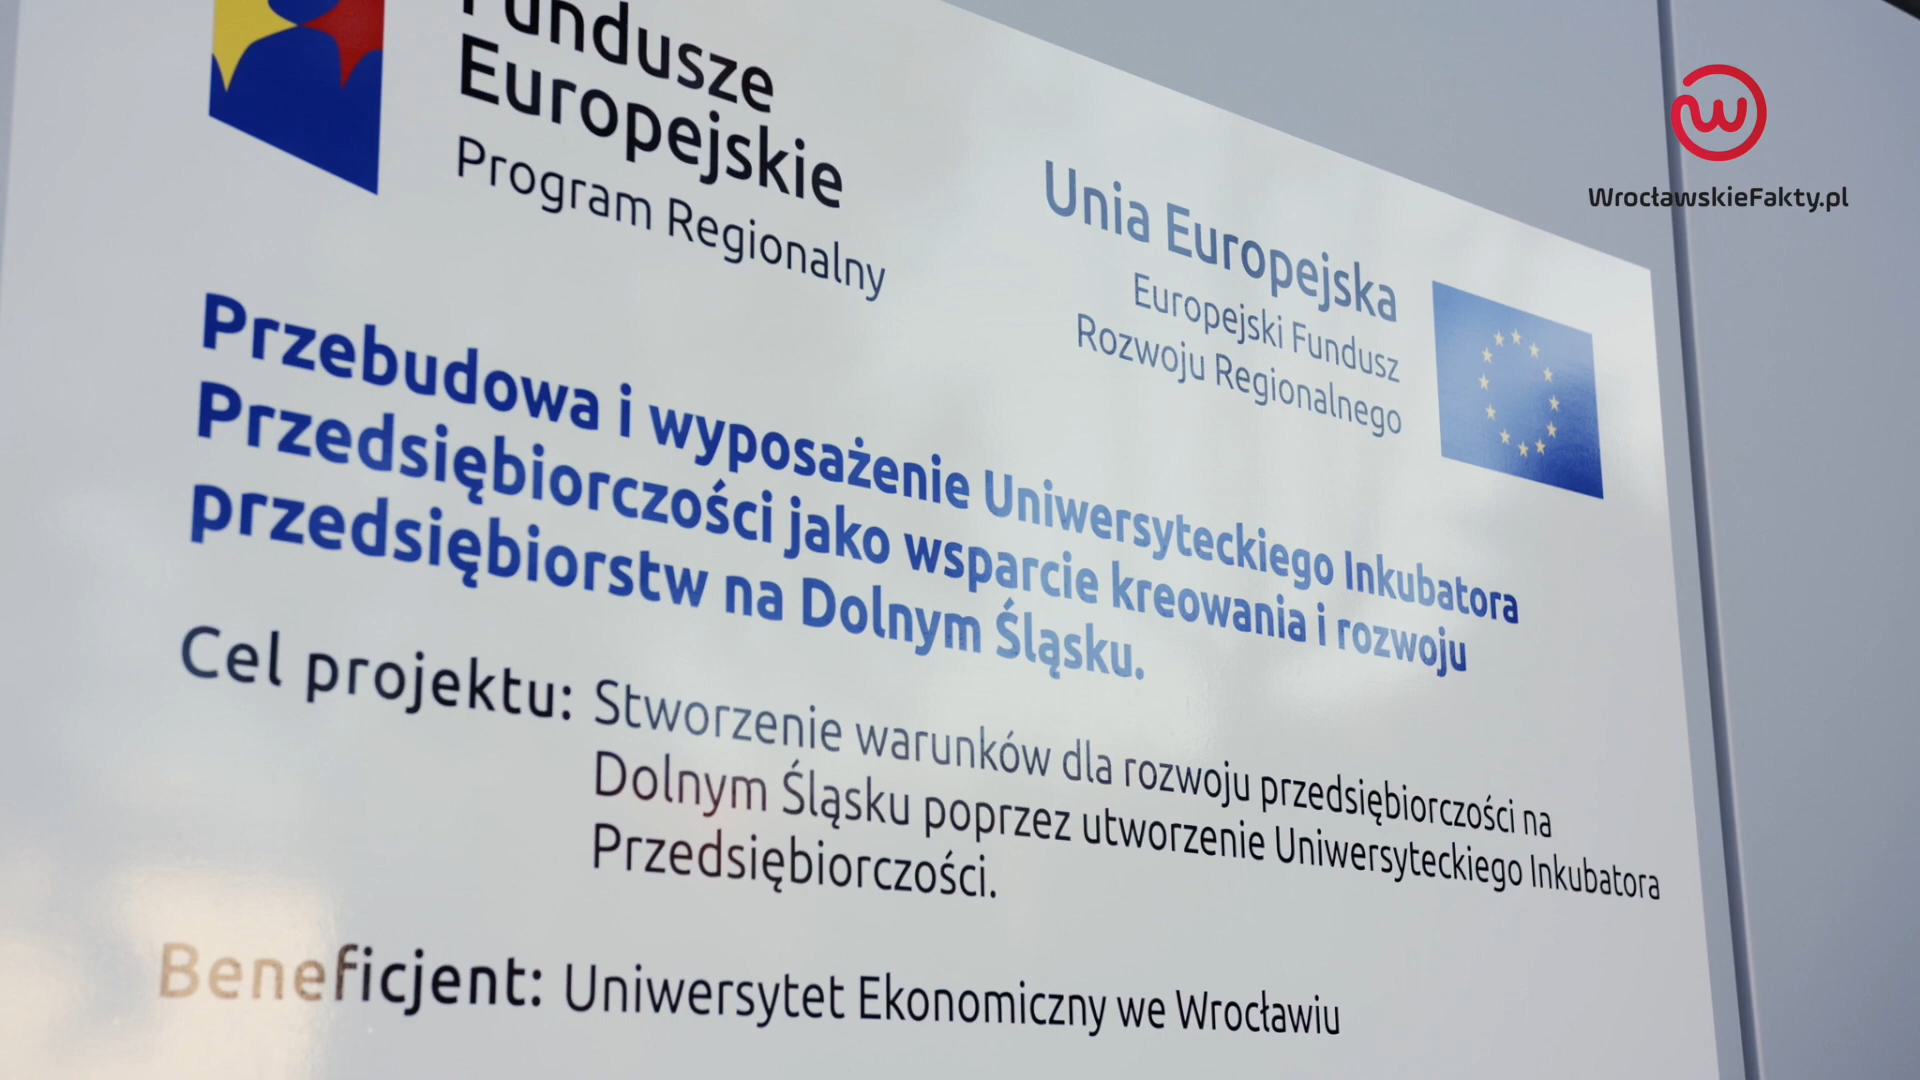 Fundusze
Europejskie
Program Regionalny
Unia Europejska
Europejski Fundusz
Rozwoju Regionalnego
WrocławskieFakty.pl
Przebudowa i wyposażenie Uniwersyteckiego Inkubatora
Przedsiębiorczości jako wsparcie kreowania i rozwoju
przedsiębiorstw na Dolnym Śląsku.
Cel projektu: Stworzenie warunków dla rozwoju przedsiębiorczości na
Dolnym Śląsku poprzez utworzenie Uniwersyteckiego Inkubatora
Przedsiębiorczości.
Beneficjent: Uniwersytet Ekonomiczny we Wrocławiu